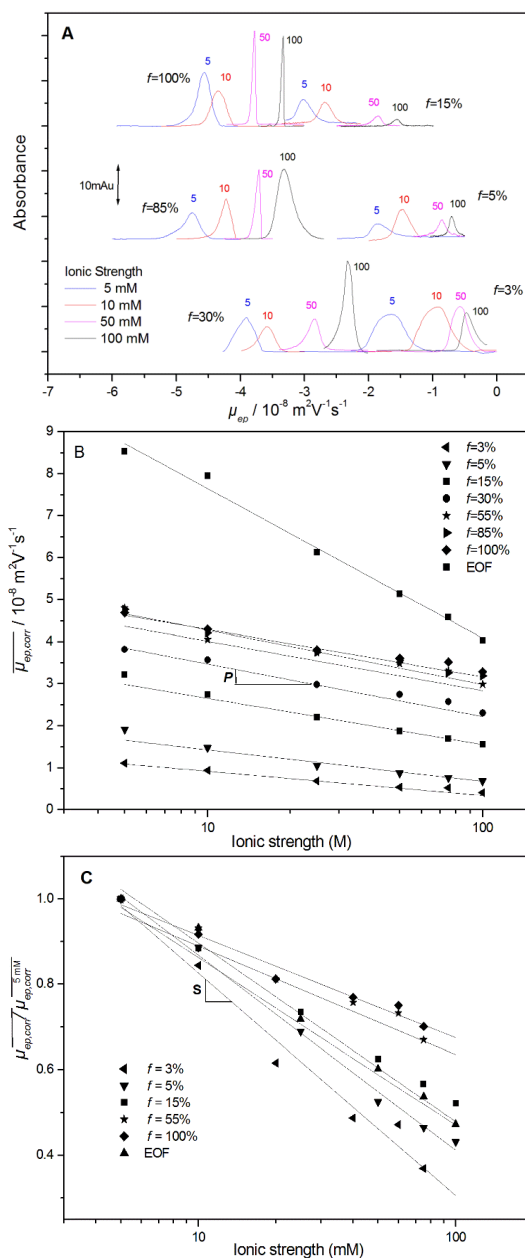 A
Absorbance
f=100%
5
10
50
100
5
10
50
100
f=15%
10mAu
f=85%
5
10
50
100
5
10
50
100
f=5%
Ionic Strength
5 mM
10 mM
50 mM
100 mM
f=30%
5
10
50
100
5
10
50
100
f=3%
-7 -6 -5 -4 -3 -2 -1 0
μep / 10⁻⁸ m²V⁻¹s⁻¹
B
9
8
7
6
5
4
3
2
1
0
μep,corr / 10⁻⁸ m²V⁻¹s⁻¹
f=3%
f=5%
f=15%
f=30%
f=55%
f=85%
f=100%
EOF
P
10 100
Ionic strength (M)
C
1.0
0.8
0.6
0.4
μep,corr/μep,corr 5 mM
S
f = 3%
f = 5%
f = 15%
f = 55%
f = 100%
EOF
10 100
Ionic strength (mM)